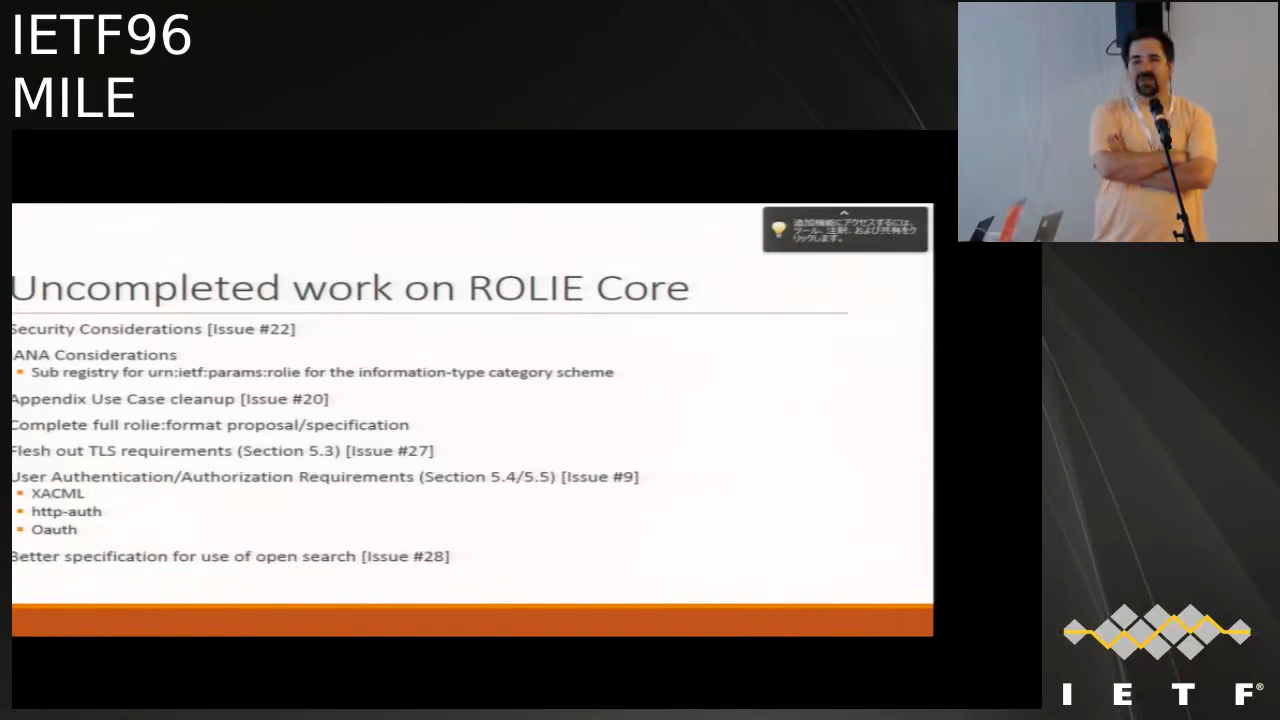 IETF96
MILE
追加機能にアクセスするには、
ツール、注釈、および共有をク
リックします。
Uncompleted work on ROLIE Core
Security Considerations [Issue #22]
IANA Considerations
Sub registry for urn:ietf:params:rolie for the information-type category scheme
Appendix Use Case cleanup [Issue #20]
Complete full rolie:format proposal/specification
Flesh out TLS requirements (Section 5.3) [Issue #27]
User Authentication/Authorization Requirements (Section 5.4/5.5) [Issue #9]
XACML
http-auth
Oauth
Better specification for use of open search [Issue #28]
I E T F®